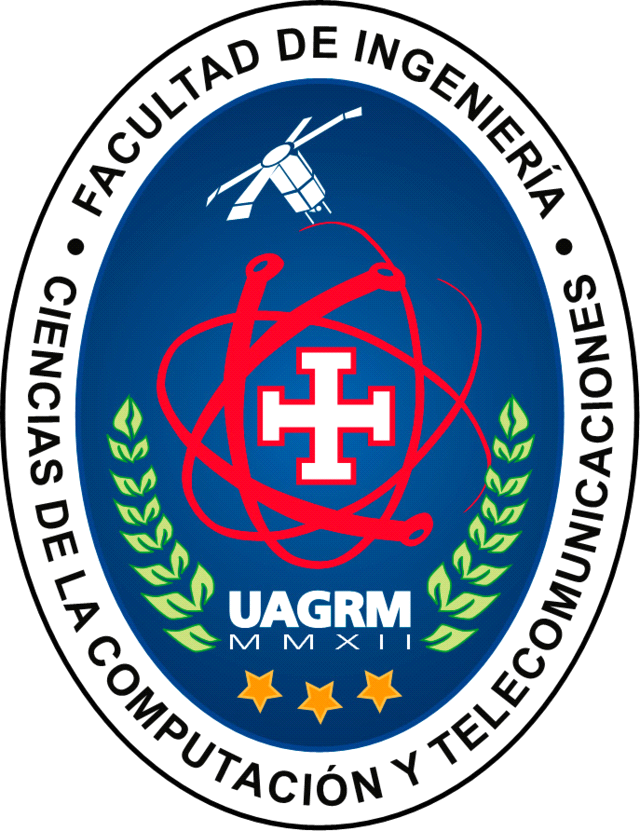 FACULTAD DE INGENIERÍA
CIENCIAS DE LA COMPUTACIÓN Y TELECOMUNICACIONES
UAGRM
MMXII